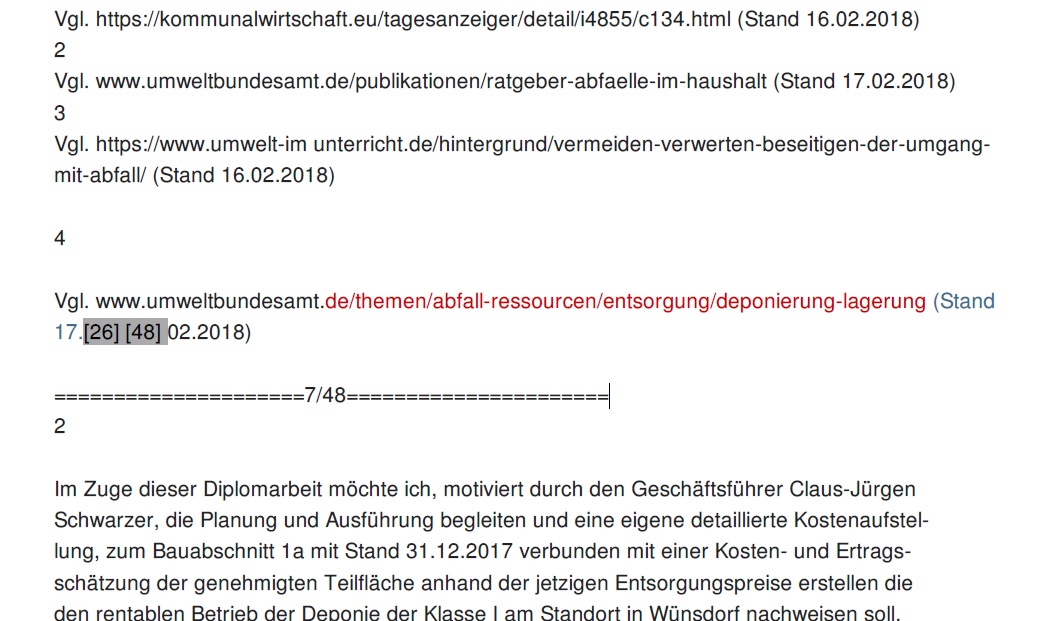 Vgl. https://kommunalwirtschaft.eu/tagesanzeiger/detail/i4855/c134.html (Stand 16.02.2018)
2
Vgl. www.umweltbundesamt.de/publikationen/ratgeber-abfaelle-im-haushalt (Stand 17.02.2018)
3
Vgl. https://www.umwelt-im unterricht.de/hintergrund/vermeiden-verwerten-beseitigen-der-umgang-
mit-abfall/ (Stand 16.02.2018)
4
Vgl. www.umweltbundesamt.de/themen/abfall-ressourcen/entsorgung/deponierung-lagerung (Stand
17.[26] [48] 02.2018)
=====================7/48======================
2
Im Zuge dieser Diplomarbeit möchte ich, motiviert durch den Geschäftsführer Claus-Jürgen
Schwarzer, die Planung und Ausführung begleiten und eine eigene detaillierte Kostenaufstel-
lung, zum Bauabschnitt 1a mit Stand 31.12.2017 verbunden mit einer Kosten- und Ertrags-
schätzung der genehmigten Teilfläche anhand der jetzigen Entsorgungspreise erstellen die
den rentablen Betrieb der Deponie der Klasse I am Standort in Wünsdorf nachweisen soll.